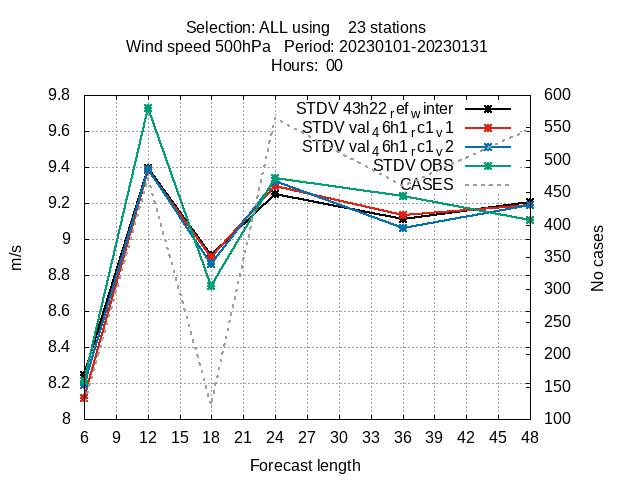 Selection: ALL using 23 stations
Wind speed 500hPa Period: 20230101-20230131
Hours: 00
9.8
9.6
9.4
9.2
9
8.8
8.6
8.4
8.2
8
m/s
STDV 43h22refwinter
STDV val46h1rc1v1
STDV val46h1rc1v2
STDV OBS
CASES
600
550
500
450
400
350
300
250
200
150
100
No cases
6 9 12 15 18 21 24 27 30 33 36 39 42 45 48
Forecast length